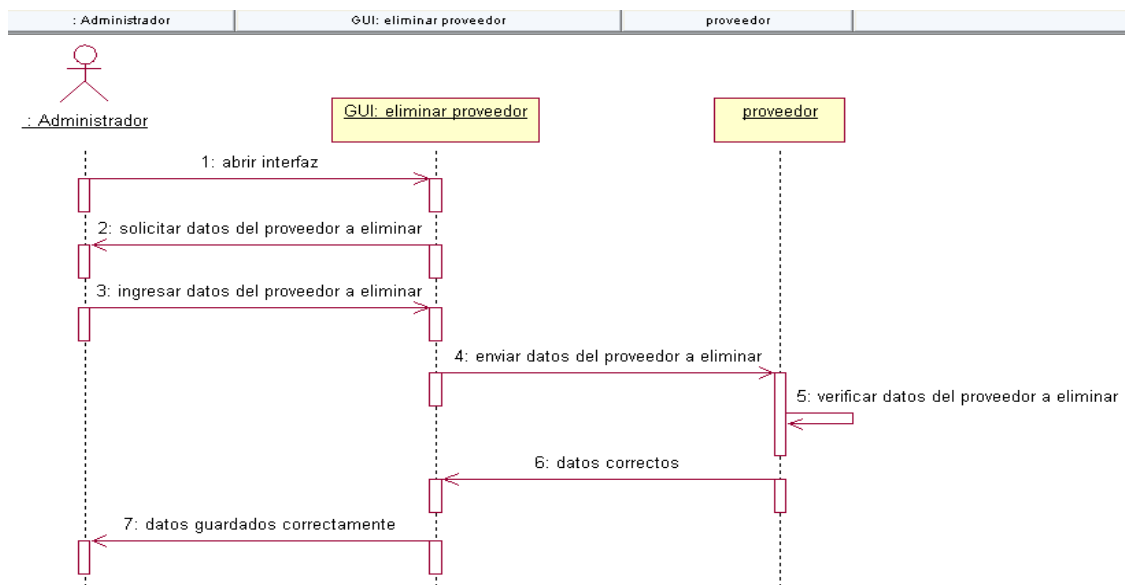 : Administrador
GUI: eliminar proveedor
proveedor
: Administrador
GUI: eliminar proveedor
proveedor
1: abrir interfaz
2: solicitar datos del proveedor a eliminar
3: ingresar datos del proveedor a eliminar
4: enviar datos del proveedor a eliminar
5: verificar datos del proveedor a eliminar
6: datos correctos
7: datos guardados correctamente